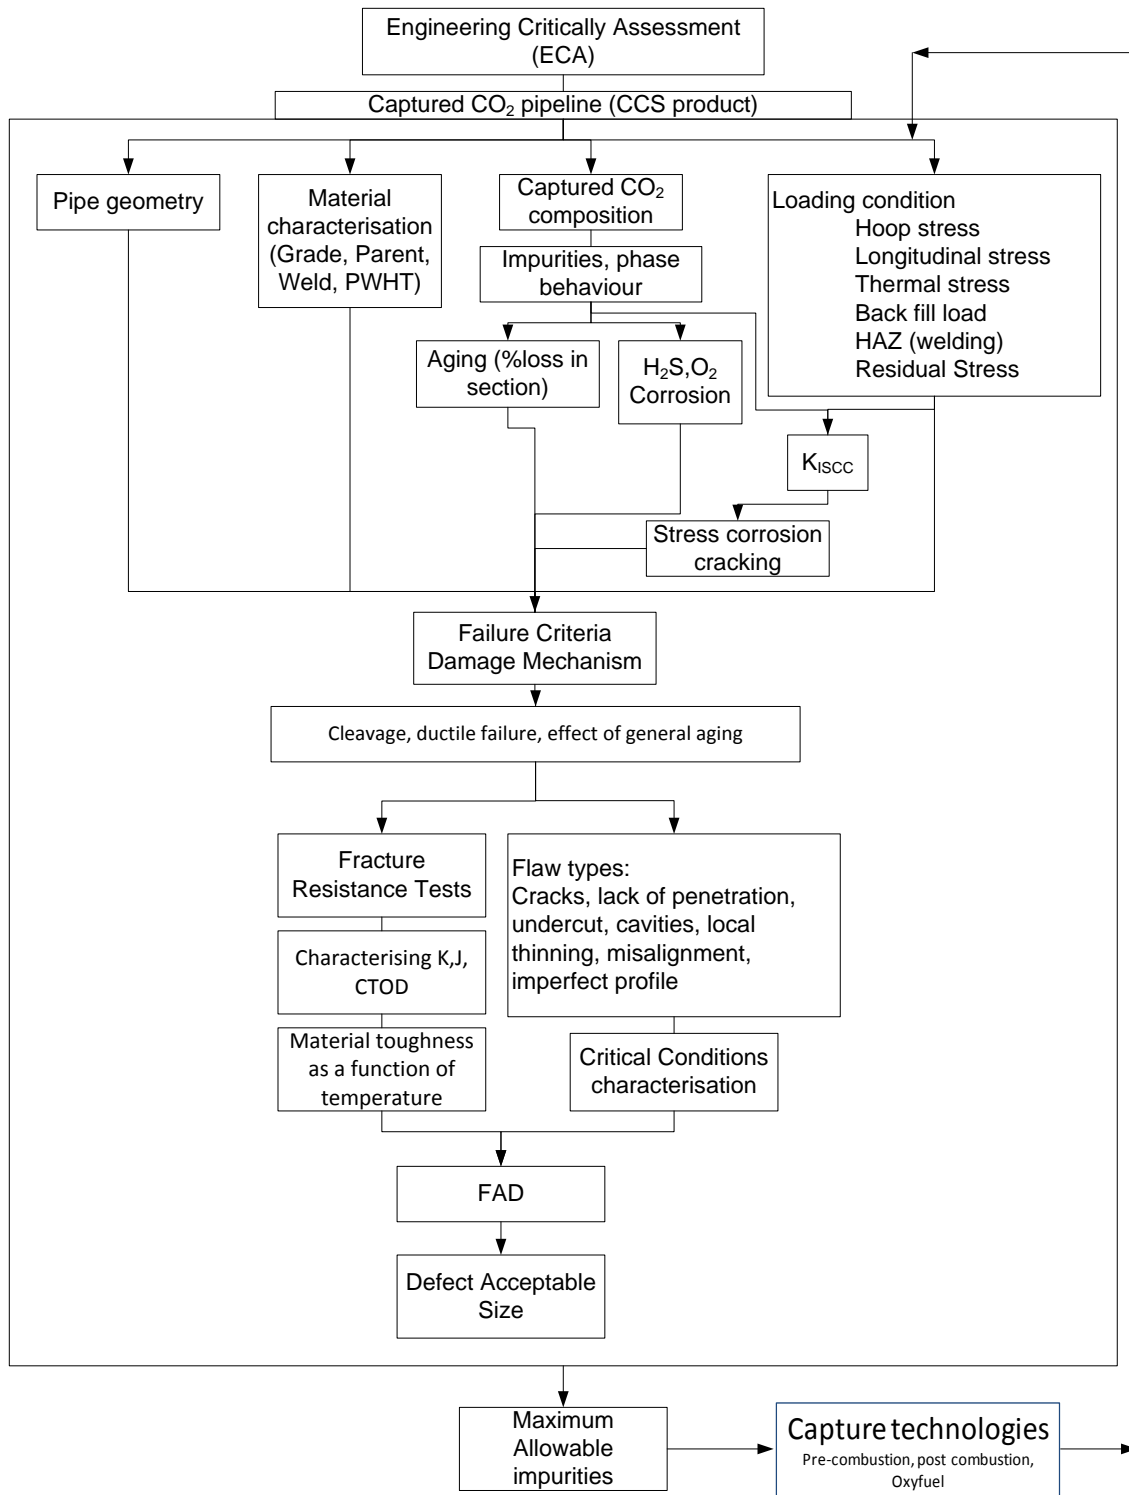 Engineering Critically Assessment
(ECA)
Captured CO₂ pipeline (CCS product)
Pipe geometry
Material
characterisation
(Grade, Parent,
Weld, PWHT)
Captured CO₂
composition
Impurities, phase
behaviour
Loading condition
Hoop stress
Longitudinal stress
Thermal stress
Back fill load
HAZ (welding)
Residual Stress
Aging (%loss in
section)
H₂S,O₂
Corrosion
K_ISCC
Stress corrosion
cracking
Failure Criteria
Damage Mechanism
Cleavage, ductile failure, effect of general aging
Fracture
Resistance Tests
Characterising K,J,
CTOD
Material toughness
as a function of
temperature
Flaw types:
Cracks, lack of penetration,
undercut, cavities, local
thinning, misalignment,
imperfect profile
Critical Conditions
characterisation
FAD
Defect Acceptable
Size
Maximum
Allowable
impurities
Capture technologies
Pre-combustion, post combustion,
Oxyfuel